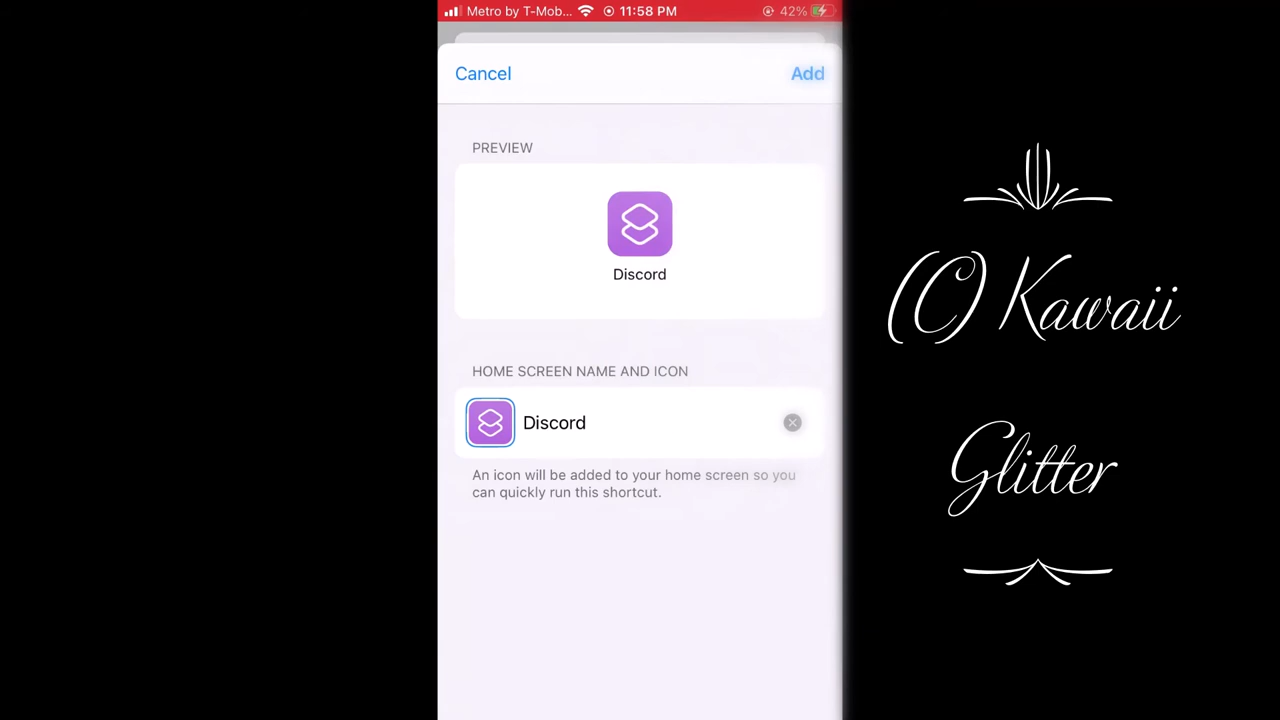 Metro by T-Mob... 11:58 PM 42%
Cancel Add
PREVIEW
Discord
HOME SCREEN NAME AND ICON
Discord
An icon will be added to your home screen so you
can quickly run this shortcut.
(C) Kawaii
Glitter